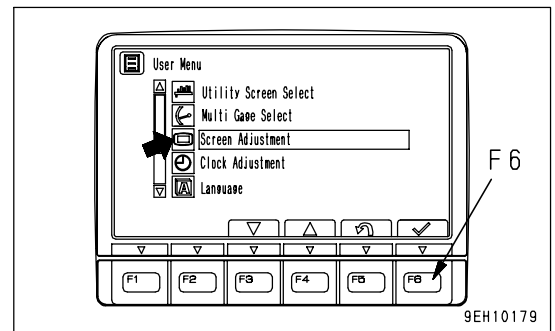 User Menu
Utility Screen Select
Multi Gage Select
Screen Adjustment
Clock Adjustment
A Language
F6
F1 F2 F3 F4 F5 F6
9EH10179